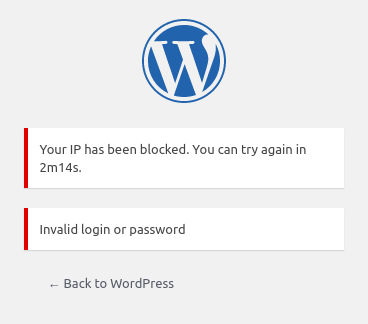 Your IP has been blocked. You can try again in
2m14s.
Invalid login or password
← Back to WordPress